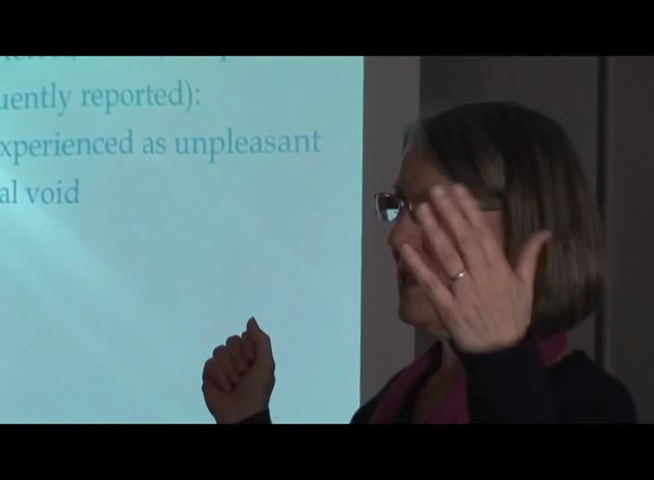 uently reported):
xperienced as unpleasant
al void